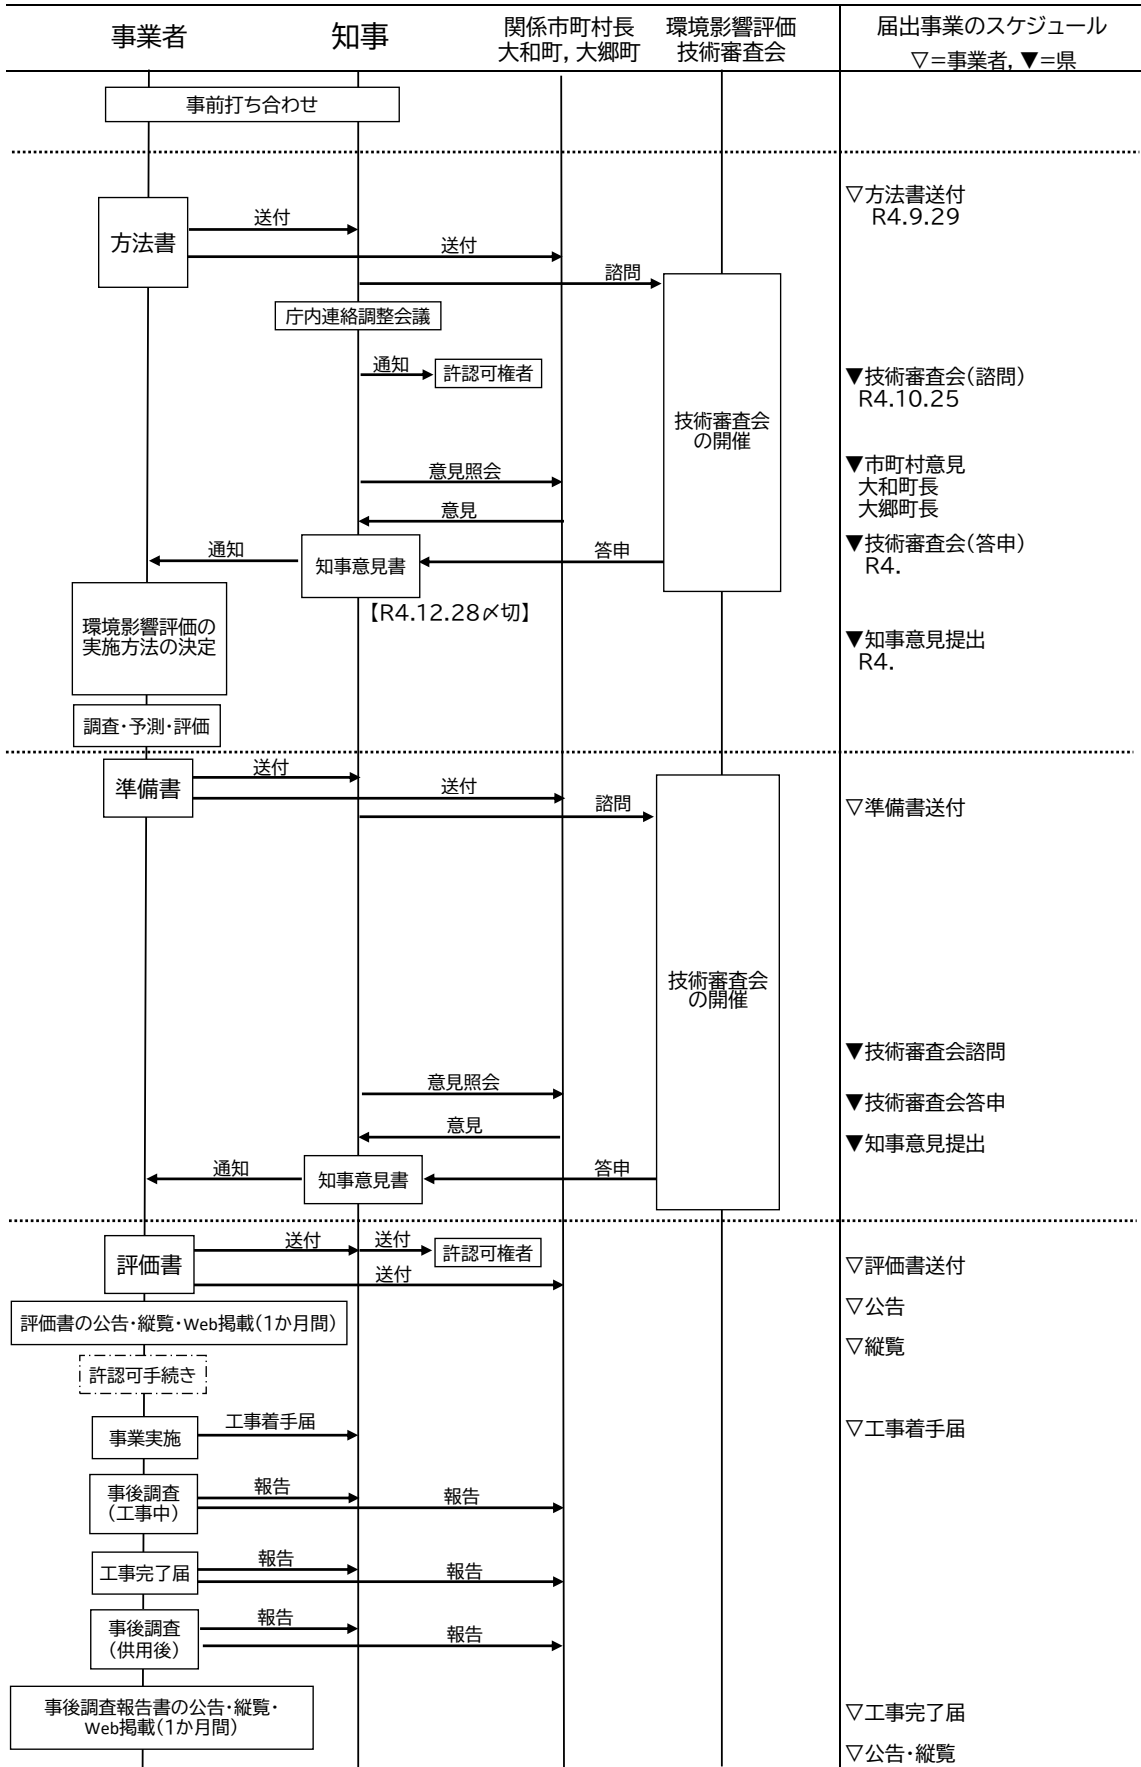 事業者
知事
関係市町村長
大和町,大郷町
環境影響評価
技術審査会
届出事業のスケジュール
▽=事業者,▼=県
事前打ち合わせ
方法書
送付
送付
諮問
庁内連絡調整会議
通知
許認可権者
技術審査会
の開催
意見照会
意見
答申
知事意見書
通知
【R4.12.28〆切】
環境影響評価の
実施方法の決定
調査・予測・評価
▽方法書送付
R4.9.29
▼技術審査会(諮問)
R4.10.25
▼市町村意見
大和町長
大郷町長
▼技術審査会(答申)
R4.
▼知事意見提出
R4.
準備書
送付
送付
諮問
技術審査会
の開催
意見照会
意見
答申
知事意見書
通知
▽準備書送付
▼技術審査会諮問
▼技術審査会答申
▼知事意見提出
評価書
送付
送付
許認可権者
送付
評価書の公告・縦覧・Web掲載(1か月間)
許認可手続き
事業実施
工事着手届
事後調査
(工事中)
報告
報告
工事完了届
報告
報告
事後調査
(供用後)
報告
報告
事後調査報告書の公告・縦覧・
Web掲載(1か月間)
▽評価書送付
▽公告
▽縦覧
▽工事着手届
▽工事完了届
▽公告・縦覧